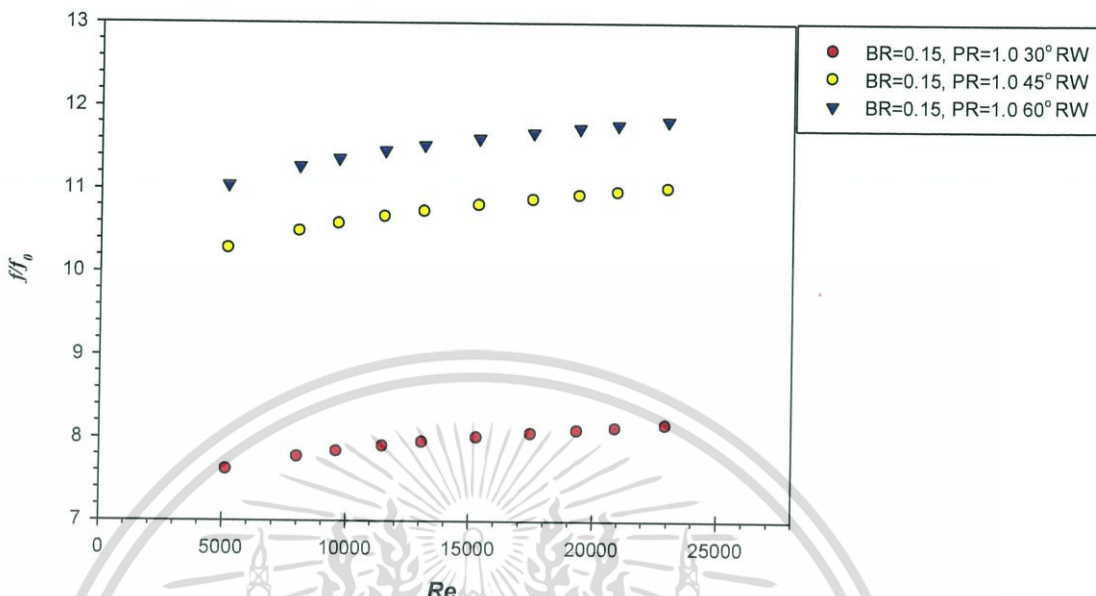 13
12
11
10
9
8
7
f/f₀
0 5000 10000 15000 20000 25000
Re
BR=0.15, PR=1.0 30° RW
BR=0.15, PR=1.0 45° RW
BR=0.15, PR=1.0 60° RW